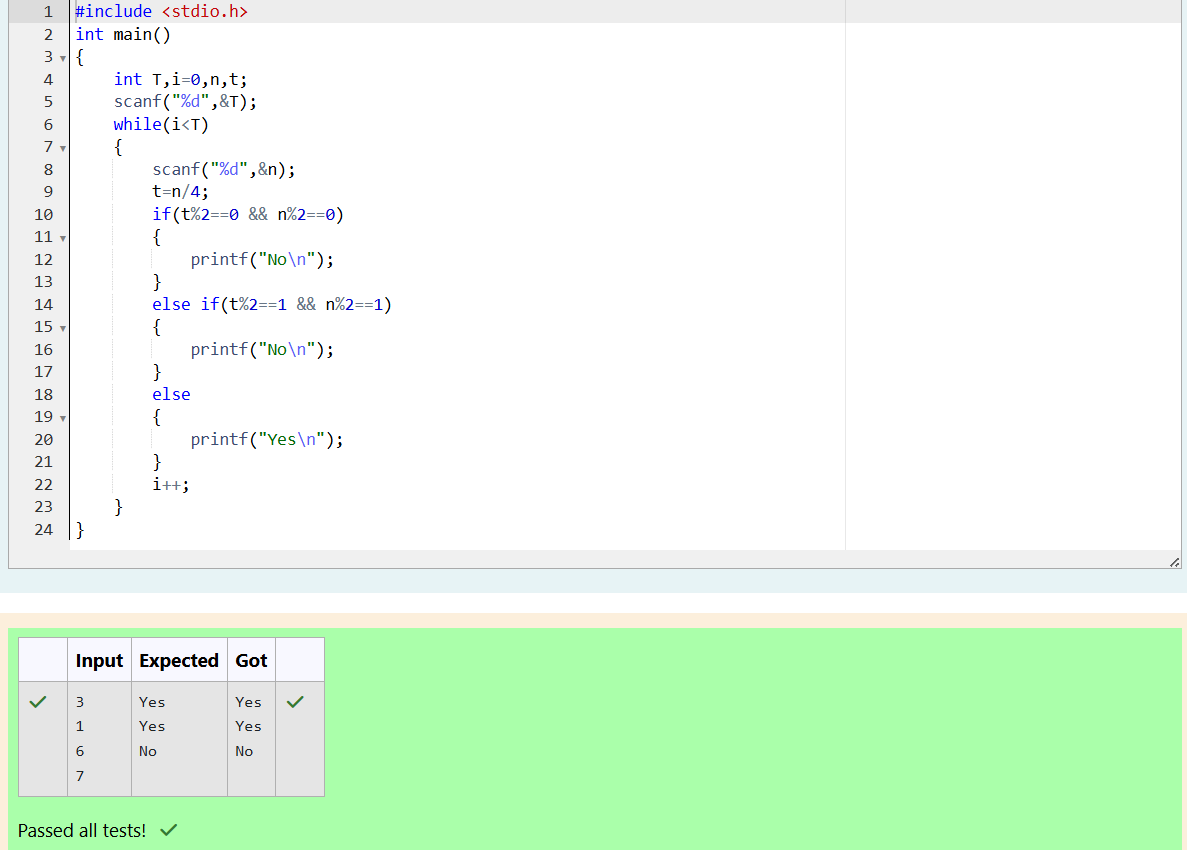 1 #include <stdio.h>
2 int main()
3 {
4     int T,i=0,n,t;
5     scanf("%d",&T);
6     while(i<T)
7     {
8         scanf("%d",&n);
9         t=n/4;
10         if(t%2==0 && n%2==0)
11         {
12             printf("No\n");
13         }
14         else if(t%2==1 && n%2==1)
15         {
16             printf("No\n");
17         }
18         else
19         {
20             printf("Yes\n");
21         }
22         i++;
23     }
24 }
Input Expected Got
3 Yes Yes
1 Yes Yes
6 No No
7
Passed all tests!